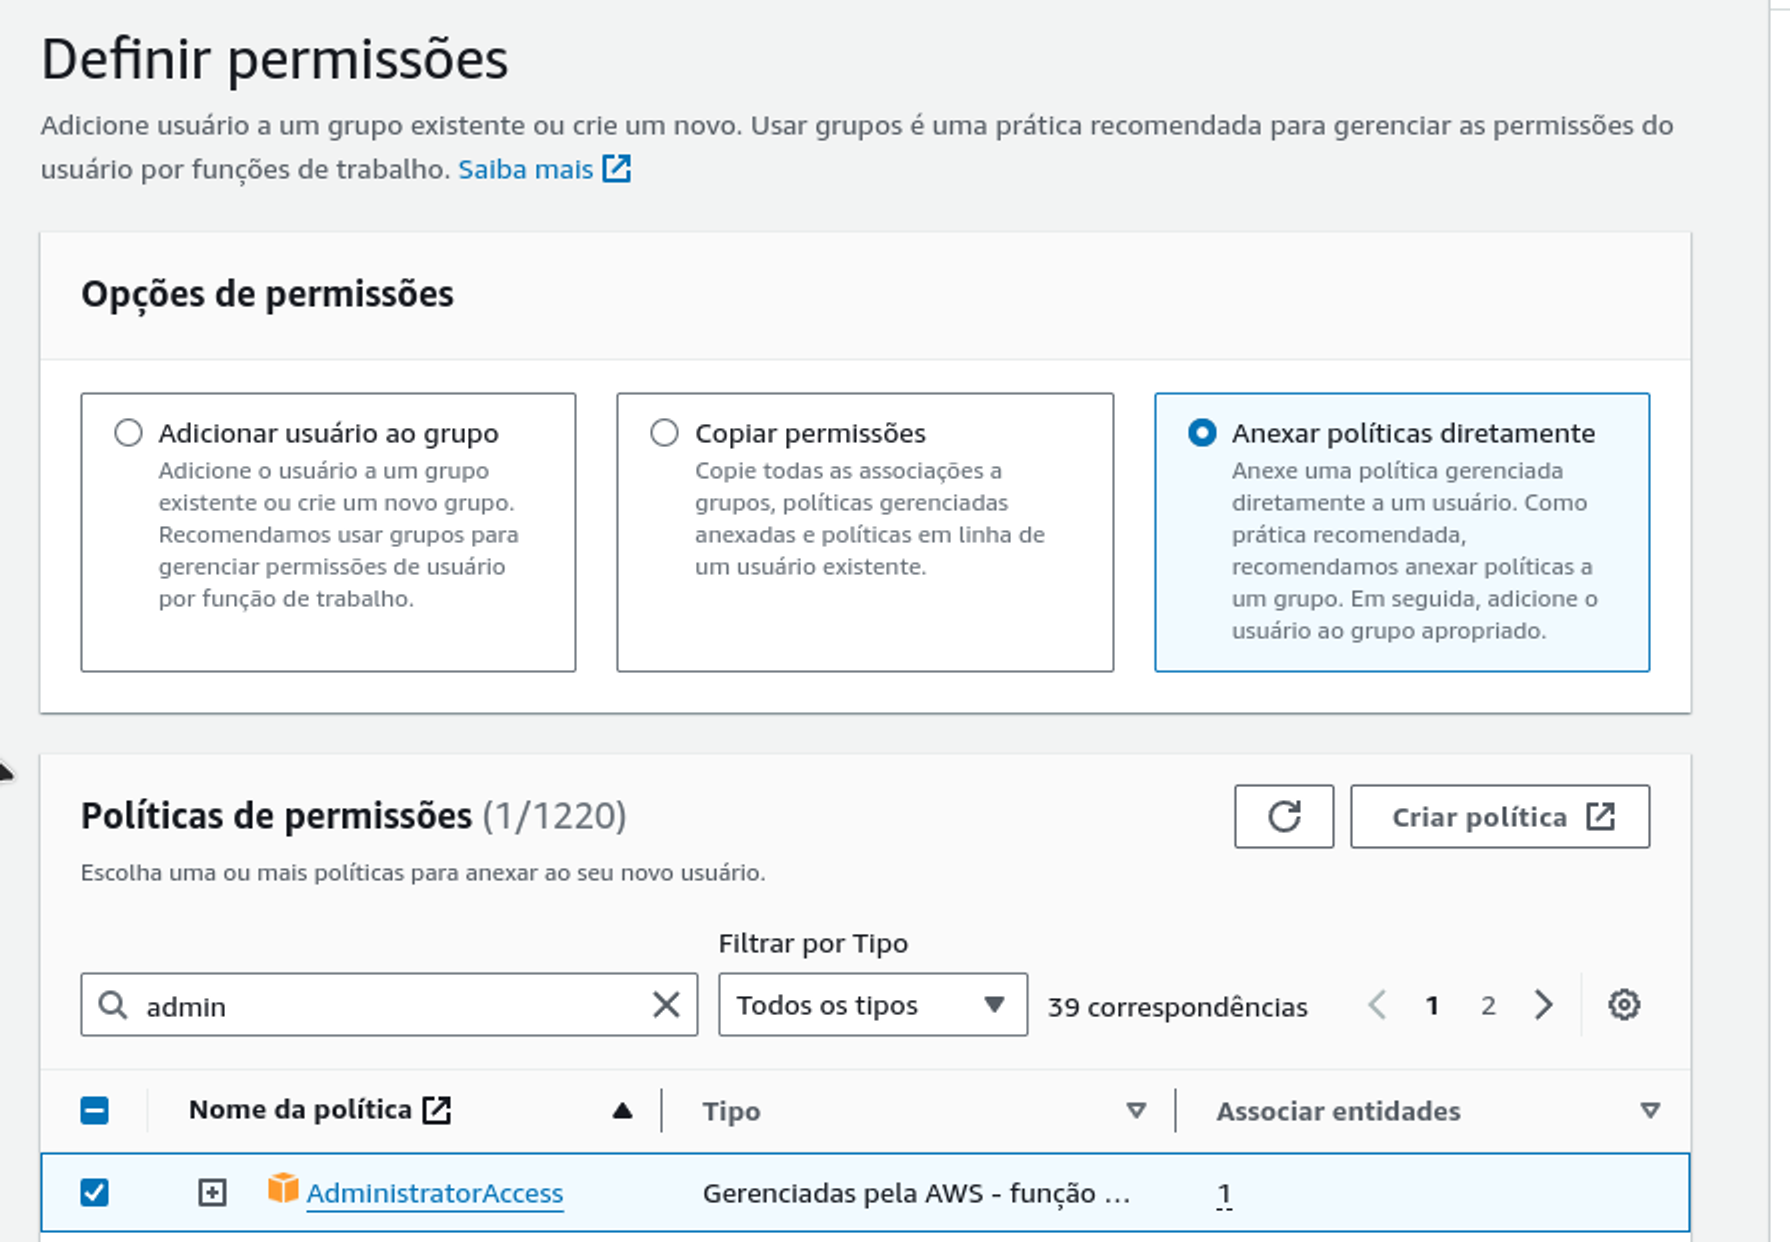 Definir permissões
Adicione usuário a um grupo existente ou crie um novo. Usar grupos é uma prática recomendada para gerenciar as permissões do
usuário por funções de trabalho. Saiba mais
Opções de permissões
Adicionar usuário ao grupo
Adicione o usuário a um grupo
existente ou crie um novo grupo.
Recomendamos usar grupos para
gerenciar permissões de usuário
por função de trabalho.
Copiar permissões
Copie todas as associações a
grupos, políticas gerenciadas
anexadas e políticas em linha de
um usuário existente.
Anexar políticas diretamente
Anexe uma política gerenciada
diretamente a um usuário. Como
prática recomendada,
recomendamos anexar políticas a
um grupo. Em seguida, adicione o
usuário ao grupo apropriado.
Políticas de permissões (1/1220)
Criar política
Escolha uma ou mais políticas para anexar ao seu novo usuário.
Filtrar por Tipo
admin
Todos os tipos
39 correspondências
1 2
Nome da política
Tipo
Associar entidades
AdministratorAccess
Gerenciadas pela AWS - função ...
1